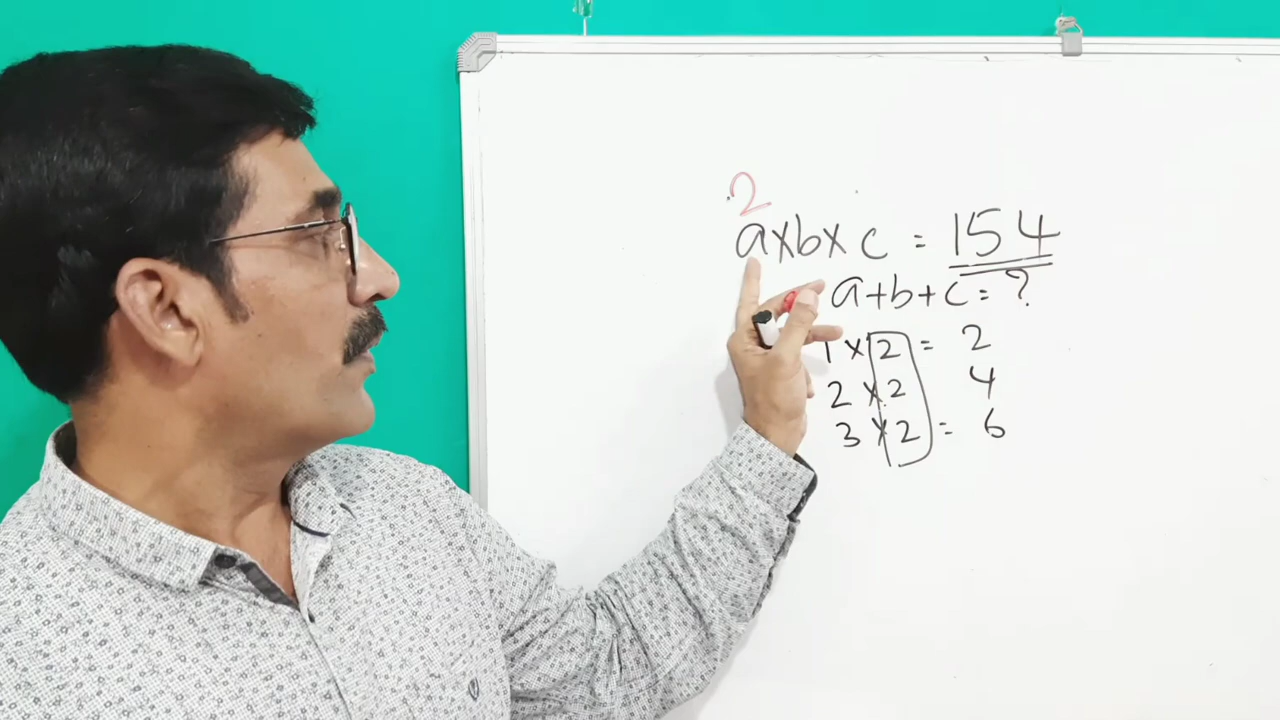 2
a×b×c = 154
a+b+c=?
1×2 = 2
2×2 4
3×2 = 6